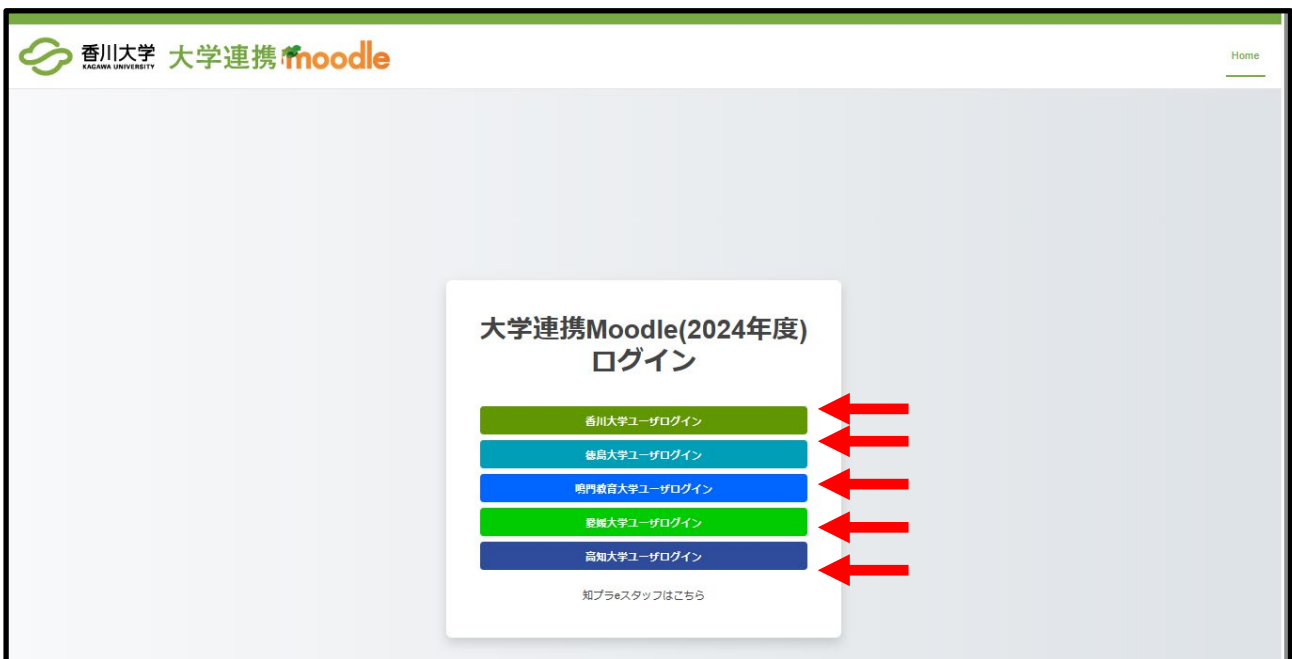 香川大学
KAGAWA UNIVERSITY
大学連携moodle
Home
大学連携Moodle(2024年度)
ログイン
香川大学ユーザログイン
徳島大学ユーザログイン
鳴門教育大学ユーザログイン
愛媛大学ユーザログイン
高知大学ユーザログイン
知プラeスタッフはこちら